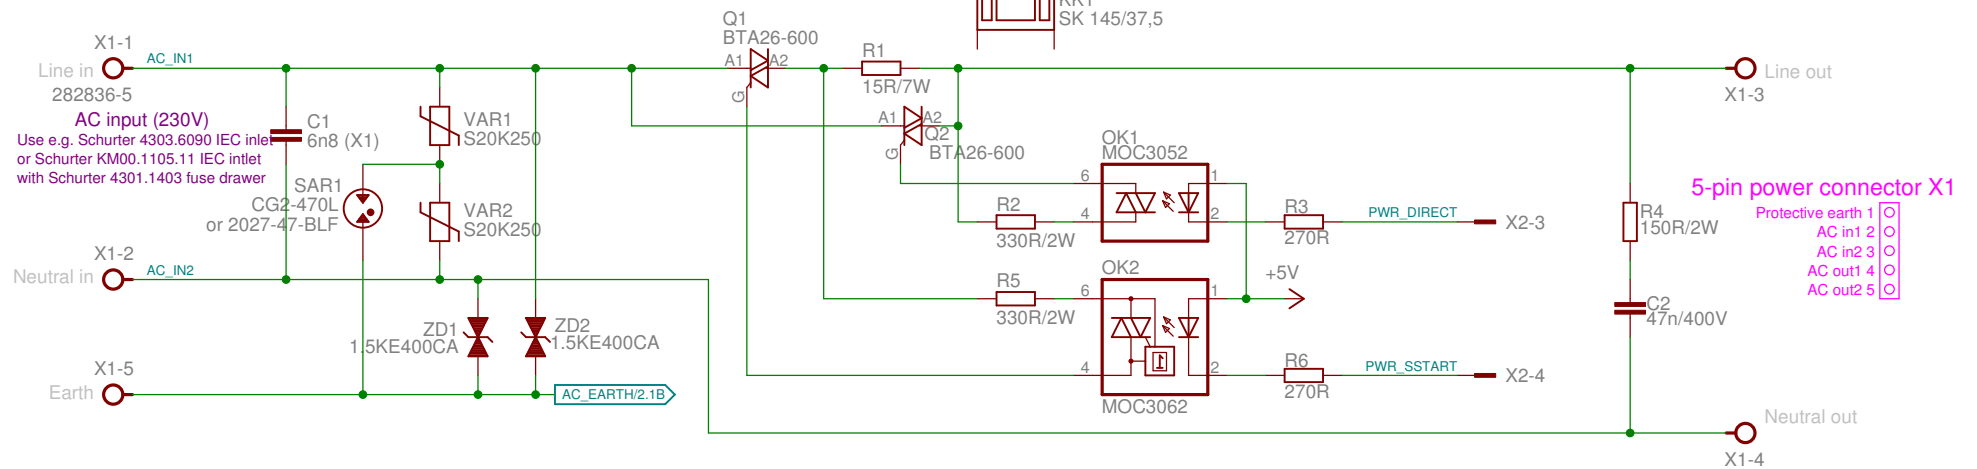 KK1
SK 145/37,5
Q1
BTA26-600
X1-1
AC_IN1
Line in
282836-5
AC input (230V)
Use e.g. Schurter 4303.6090 IEC inlet
or Schurter KM00.1105.11 IEC intlet
with Schurter 4301.1403 fuse drawer
C1
6n8 (X1)
VAR1
S20K250
SAR1
CG2-470L
or 2027-47-BLF
VAR2
S20K250
X1-2
Neutral in
AC_IN2
ZD1
1.5KE400CA
ZD2
1.5KE400CA
X1-5
Earth
AC_EARTH/2.1B
A1
A2
G
R1
15R/7W
A1
A2
G
Q2
BTA26-600
OK1
MOC3052
6
4
1
2
R2
330R/2W
R3
270R
PWR_DIRECT
X2-3
OK2
6
4
1
2
MOC3062
R5
330R/2W
+5V
R6
270R
PWR_SSTART
X2-4
Line out
X1-3
R4
150R/2W
C2
47n/400V
Neutral out
X1-4
5-pin power connector X1
Protective earth 1
AC in1 2
AC in2 3
AC out1 4
AC out2 5